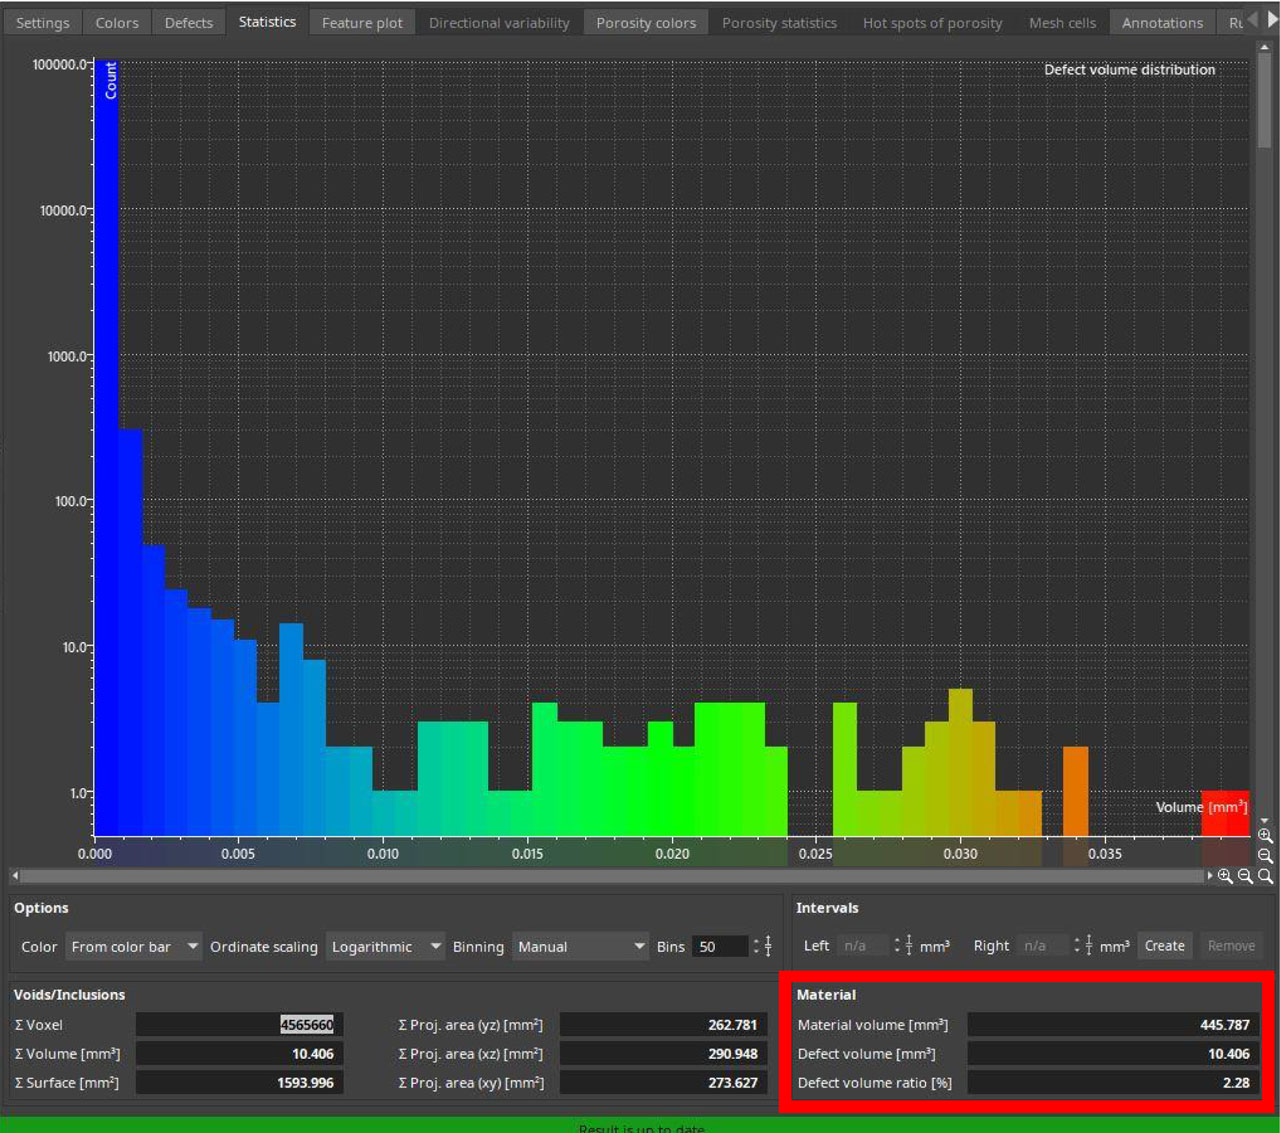 Settings Colors Defects Statistics Feature plot Directional variability Porosity colors Porosity statistics Hot spots of porosity Mesh cells Annotations
Defect volume distribution
Count
100000.0
10000.0
1000.0
100.0
10.0
1.0
Volume [mm³]
0.000 0.005 0.010 0.015 0.020 0.025 0.030 0.035
Options
Color From color bar Ordinate scaling Logarithmic Binning Manual Bins 50
Intervals
Left n/a mm³ Right n/a mm³ Create Remove
Voids/Inclusions
Σ Voxel 4565660 Σ Proj. area (yz) [mm²] 262.781
Σ Volume [mm³] 10.406 Σ Proj. area (xz) [mm²] 290.948
Σ Surface [mm²] 1593.996 Σ Proj. area (xy) [mm²] 273.627
Material
Material volume [mm³] 445.787
Defect volume [mm³] 10.406
Defect volume ratio [%] 2.28
Result is up to date